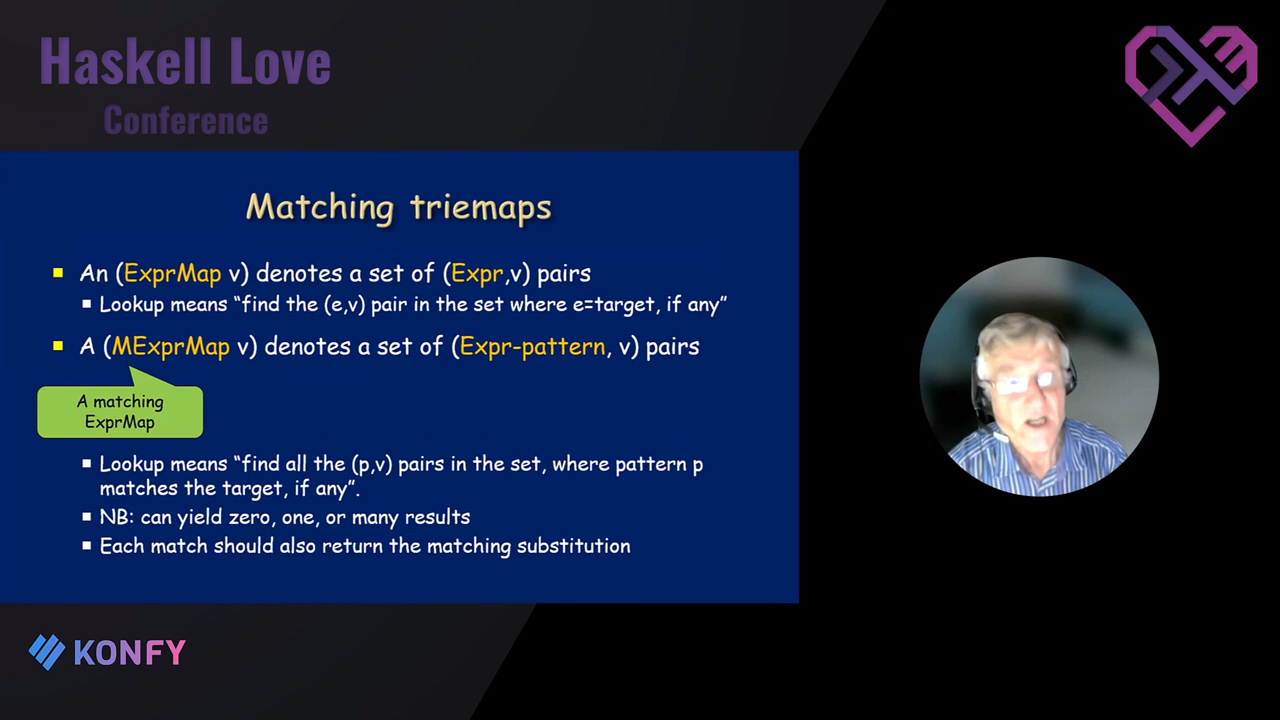 Haskell Love
Conference
Matching triemaps
An (ExprMap v) denotes a set of (Expr,v) pairs
Lookup means “find the (e,v) pair in the set where e=target, if any”
A (MExprMap v) denotes a set of (Expr-pattern, v) pairs
A matching
ExprMap
Lookup means “find all the (p,v) pairs in the set, where pattern p
matches the target, if any”.
NB: can yield zero, one, or many results
Each match should also return the matching substitution
KONFY